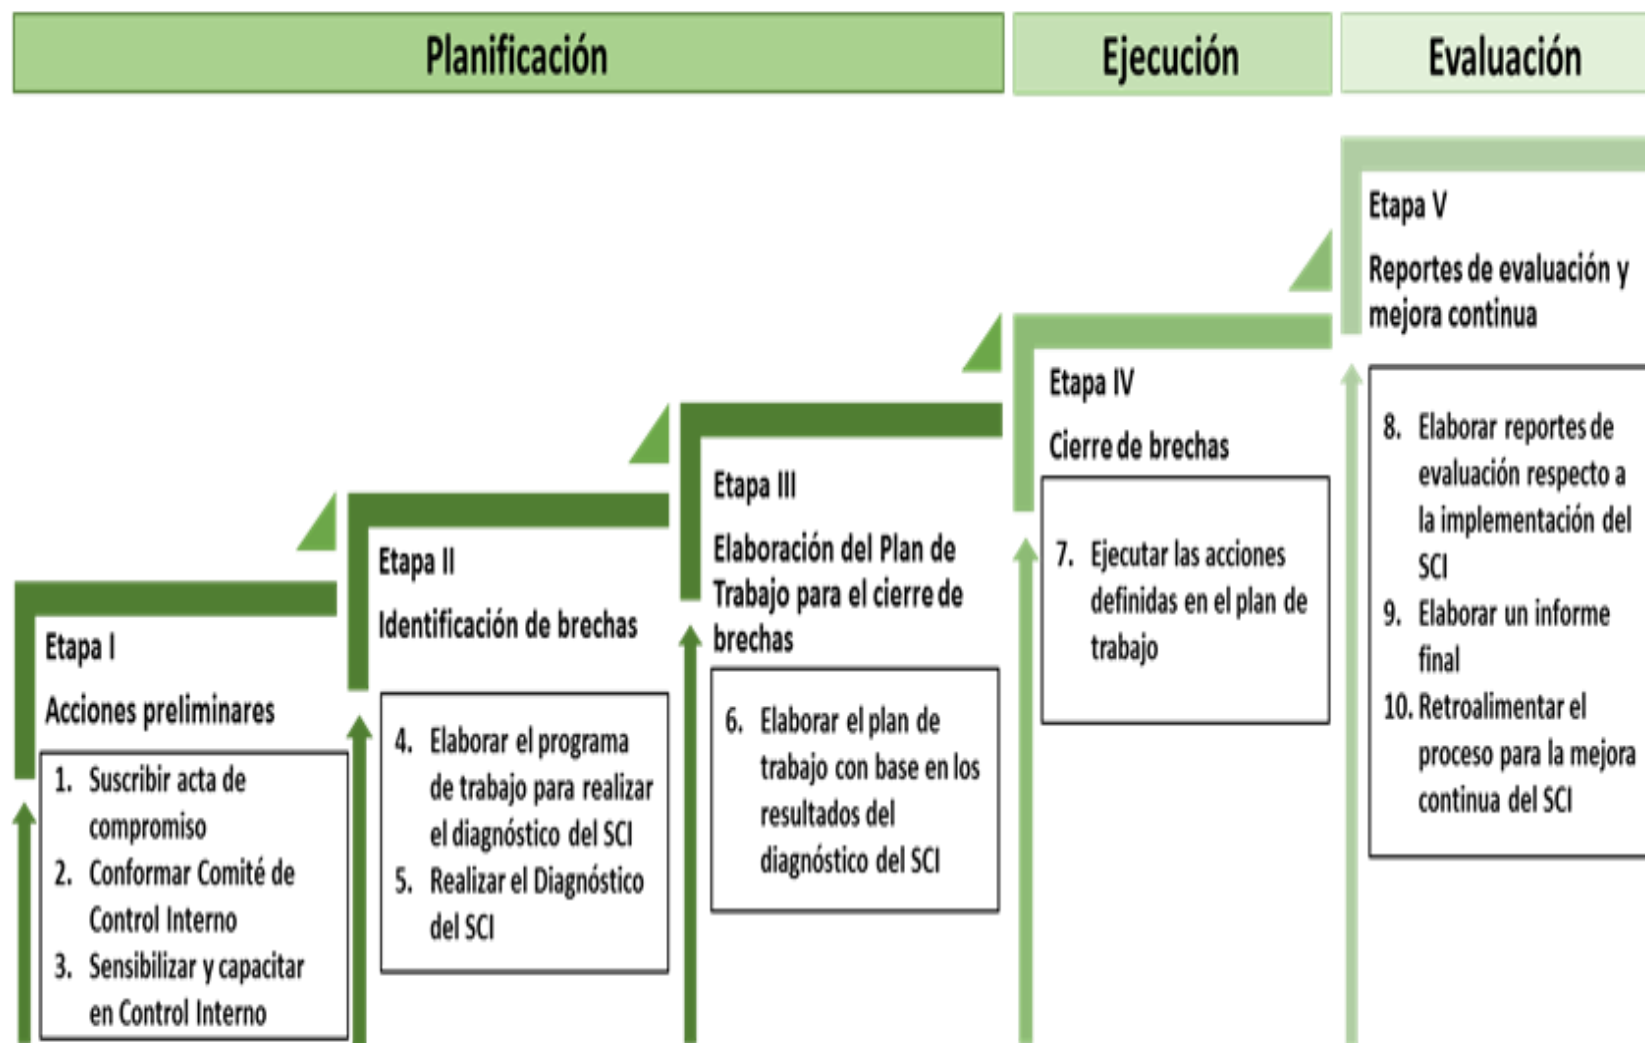 Planificación
Ejecución
Evaluación
Etapa I
Acciones preliminares
1. Suscribir acta de
compromiso
2. Conformar Comité de
Control Interno
3. Sensibilizar y capacitar
en Control Interno
Etapa II
Identificación de brechas
4. Elaborar el programa
de trabajo para realizar
el diagnóstico del SCI
5. Realizar el Diagnóstico
del SCI
Etapa III
Elaboración del Plan de
Trabajo para el cierre de
brechas
6. Elaborar el plan de
trabajo con base en los
resultados del
diagnóstico del SCI
Etapa IV
Cierre de brechas
7. Ejecutar las acciones
definidas en el plan de
trabajo
Etapa V
Reportes de evaluación y
mejora continua
8. Elaborar reportes de
evaluación respecto a
la implementación del
SCI
9. Elaborar un informe
final
10. Retroalimentar el
proceso para la mejora
continua del SCI